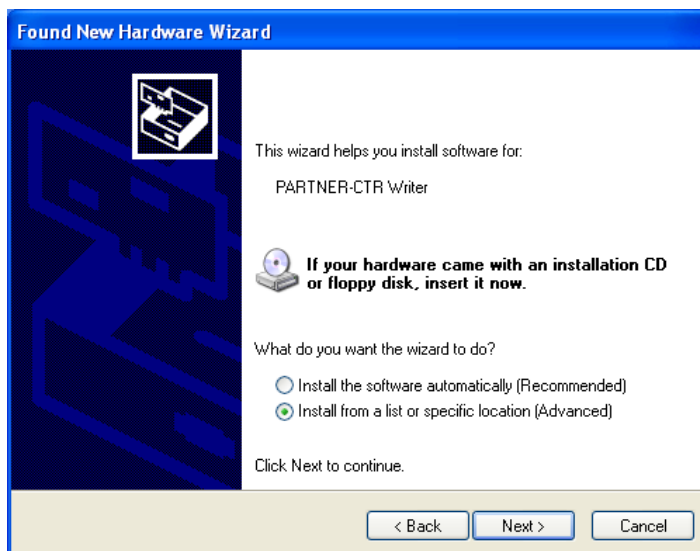 Found New Hardware Wizard
This wizard helps you install software for:
PARTNER-CTR Writer
If your hardware came with an installation CD
or floppy disk, insert it now.
What do you want the wizard to do?
Install the software automatically (Recommended)
Install from a list or specific location (Advanced)
Click Next to continue.
< Back Next > Cancel